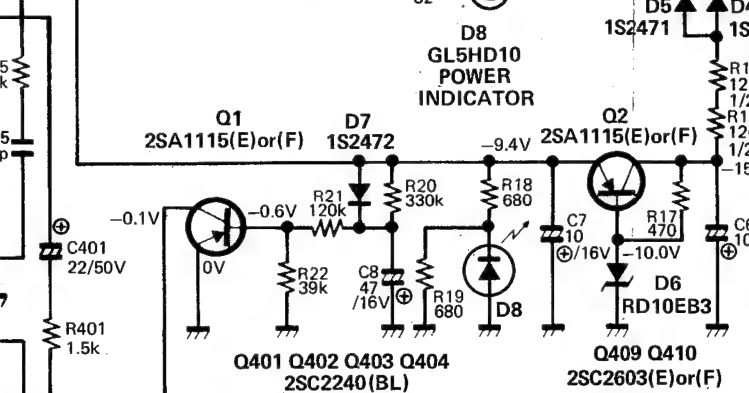 D8
GL5HD10
POWER
INDICATOR
D5
1S2471
Q1
2SA1115(E)or(F)
D7
1S2472
Q2
2SA1115(E)or(F)
−9.4V
−0.1V
−0.6V
0V
R21
120k
R20
330k
R18
680
R17
470
C7
10
/16V
−10.0V
C401
22/50V
R22
39k
C8
47
/16V
R19
680
D8
D6
RD10EB3
R401
1.5k
Q401 Q402 Q403 Q404
2SC2240(BL)
Q409 Q410
2SC2603(E)or(F)